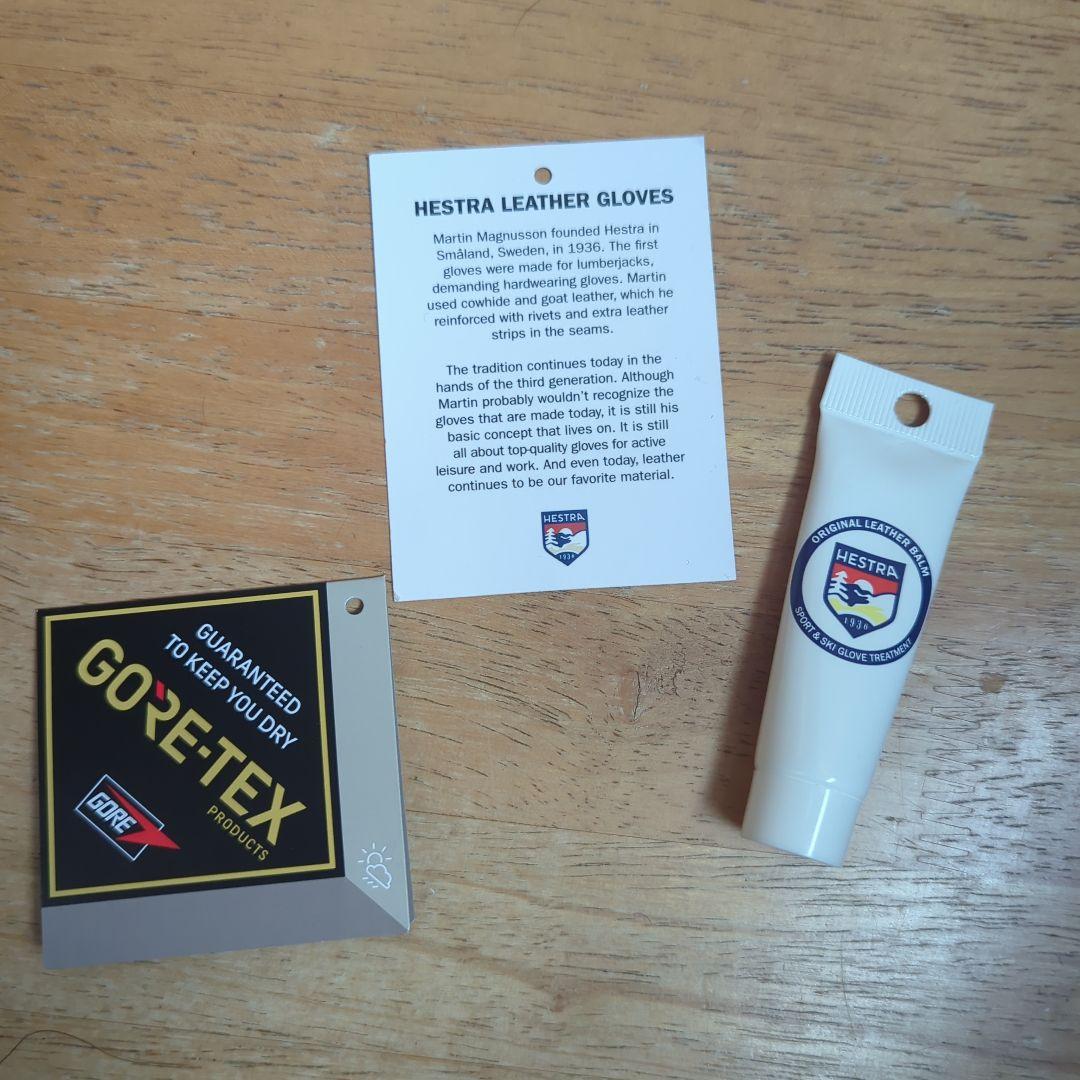 HESTRA LEATHER GLOVES
Martin Magnusson founded Hestra in
Småland, Sweden, in 1936. The first
gloves were made for lumberjacks,
demanding hardwearing gloves. Martin
used cowhide and goat leather, which he
reinforced with rivets and extra leather
strips in the seams.
The tradition continues today in the
hands of the third generation. Although
Martin probably wouldn't recognize the
gloves that are made today, it is still his
basic concept that lives on. It is still
all about top-quality gloves for active
leisure and work. And even today, leather
continues to be our favorite material.
HESTRA
1936
ORIGINAL LEATHER BALM
HESTRA
1936
SPORT & SKI GLOVE TREATMENT
GUARANTEED
TO KEEP YOU DRY
GORE-TEX
PRODUCTS
GORE